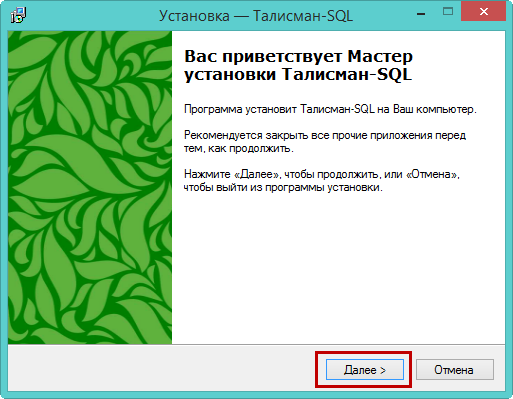 Установка — Талисман-SQL
Вас приветствует Мастер
установки Талисман-SQL
Программа установит Талисман-SQL на Ваш компьютер.
Рекомендуется закрыть все прочие приложения перед
тем, как продолжить.
Нажмите «Далее», чтобы продолжить, или «Отмена»,
чтобы выйти из программы установки.
Далее > Отмена